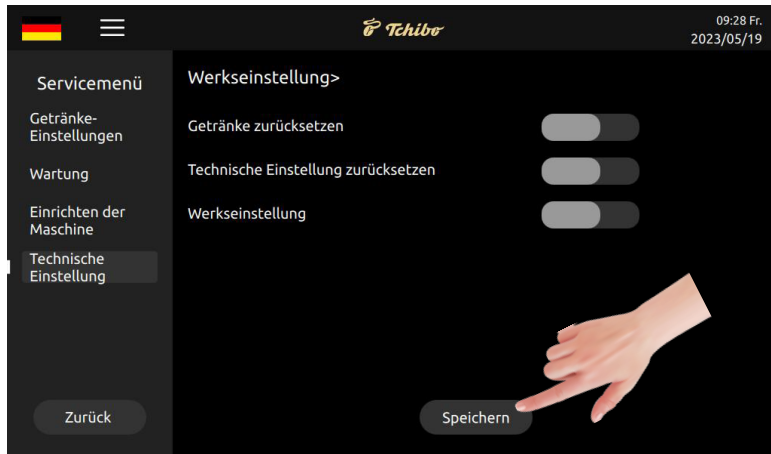 Tchibo
09:28 Fr.
2023/05/19
Servicemenü
Getränke-
Einstellungen
Wartung
Einrichten der
Maschine
Technische
Einstellung
Zurück
Werkseinstellung>
Getränke zurücksetzen
Technische Einstellung zurücksetzen
Werkseinstellung
Speichern